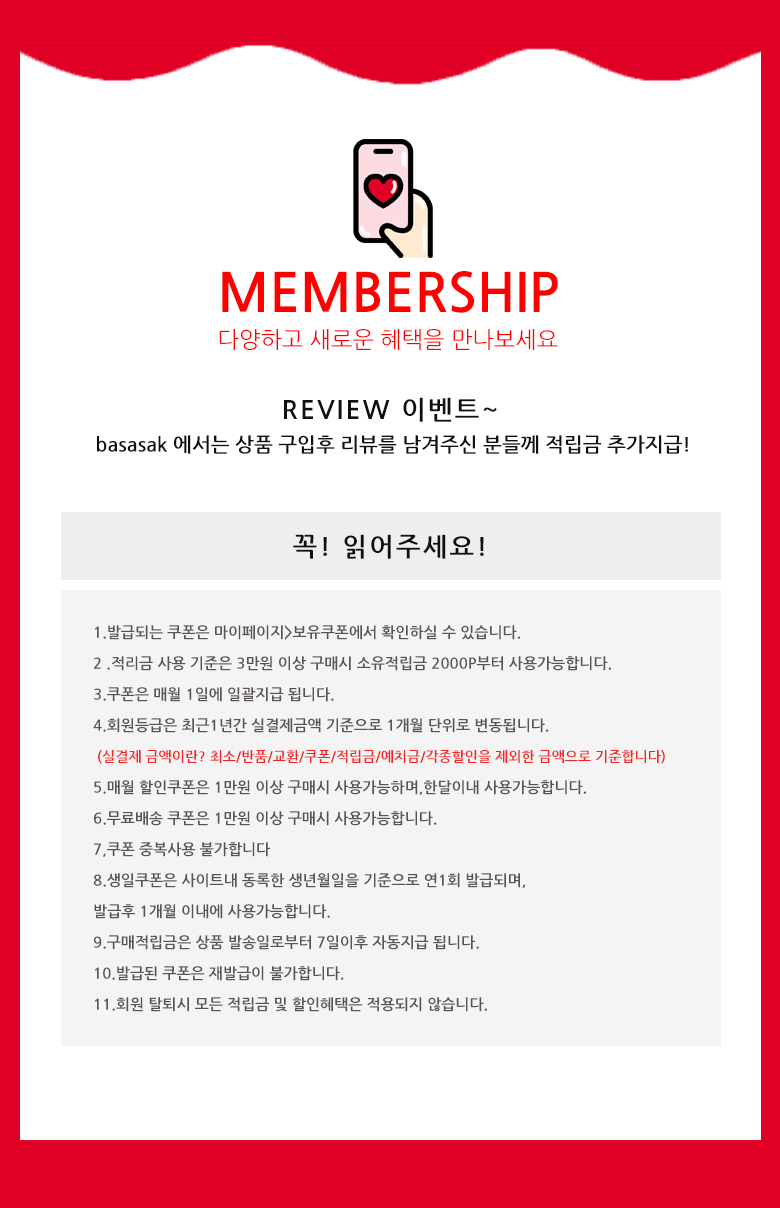 MEMBERSHIP
다양하고 새로운 혜택을 만나보세요
REVIEW 이벤트~
basasak 에서는 상품 구입후 리뷰를 남겨주신 분들께 적립금 추가지급!
꼭! 읽어주세요!
1.발급되는 쿠폰은 마이페이지>보유쿠폰에서 확인하실 수 있습니다.
2 .적리금 사용 기준은 3만원 이상 구매시 소유적립금 2000P부터 사용가능합니다.
3.쿠폰은 매월 1일에 일괄지급 됩니다.
4.회원등급은 최근1년간 실결제금액 기준으로 1개월 단위로 변동됩니다.
(실결제 금액이란? 최소/반품/교환/쿠폰/적립금/예치금/각종할인을 제외한 금액으로 기준합니다)
5.매월 할인쿠폰은 1만원 이상 구매시 사용가능하며,한달이내 사용가능합니다.
6.무료배송 쿠폰은 1만원 이상 구매시 사용가능합니다.
7,쿠폰 중복사용 불가합니다
8.생일쿠폰은 사이트내 동록한 생년월일을 기준으로 연1회 발급되며,
발급후 1개월 이내에 사용가능합니다.
9.구매적립금은 상품 발송일로부터 7일이후 자동지급 됩니다.
10.발급된 쿠폰은 재발급이 불가합니다.
11.회원 탈퇴시 모든 적립금 및 할인혜택은 적용되지 않습니다.